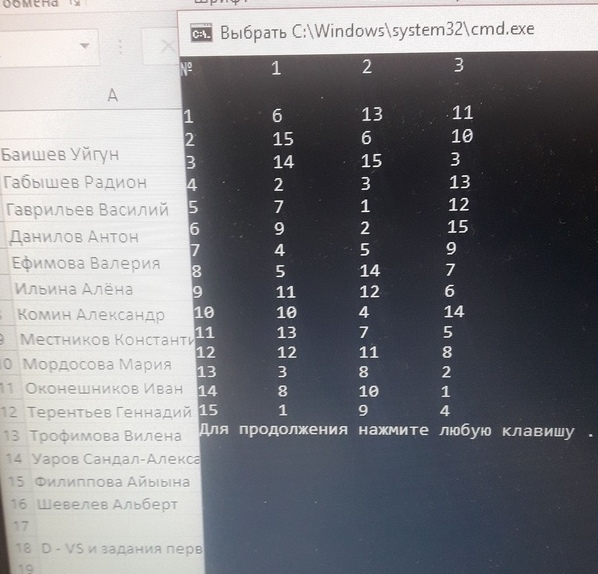 обмена
Выбрать C:\Windows\system32\cmd.exe
A
№ 1 2 3
1 6 13 11
2 15 6 10
3 14 15 3
4 2 3 13
5 7 1 12
6 9 2 15
7 4 5 9
8 5 14 7
9 11 12 6
10 10 4 14
11 13 7 5
12 12 11 8
13 3 8 2
14 8 10 1
15 1 9 4
Для продолжения нажмите любую клавишу .
Баишев Уйгун
Габышев Радион
Гаврильев Василий
Данилов Антон
Ефимова Валерия
Ильина Алёна
Комин Александр
Местников Константи
Мордосова Мария
11 Оконешников Иван
12 Терентьев Геннадий
13 Трофимова Вилена
14 Уаров Сандал-Алекса
15 Филиппова Айыына
16 Шевелев Альберт
17
18 D - VS и задания перв
19